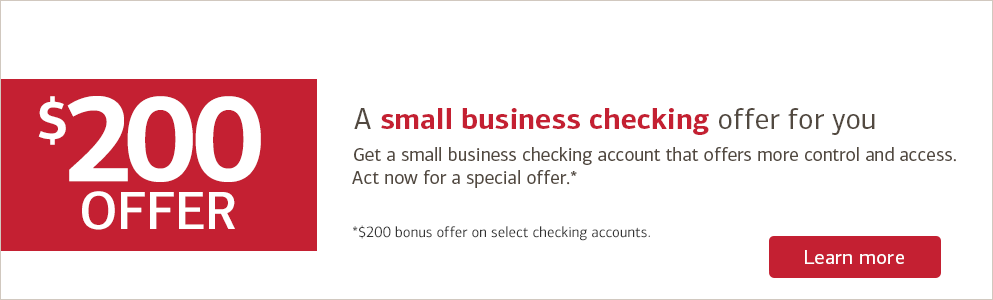 $200
OFFER
A small business checking offer for you
Get a small business checking account that offers more control and access.
Act now for a special offer.*
*$200 bonus offer on select checking accounts.
Learn more